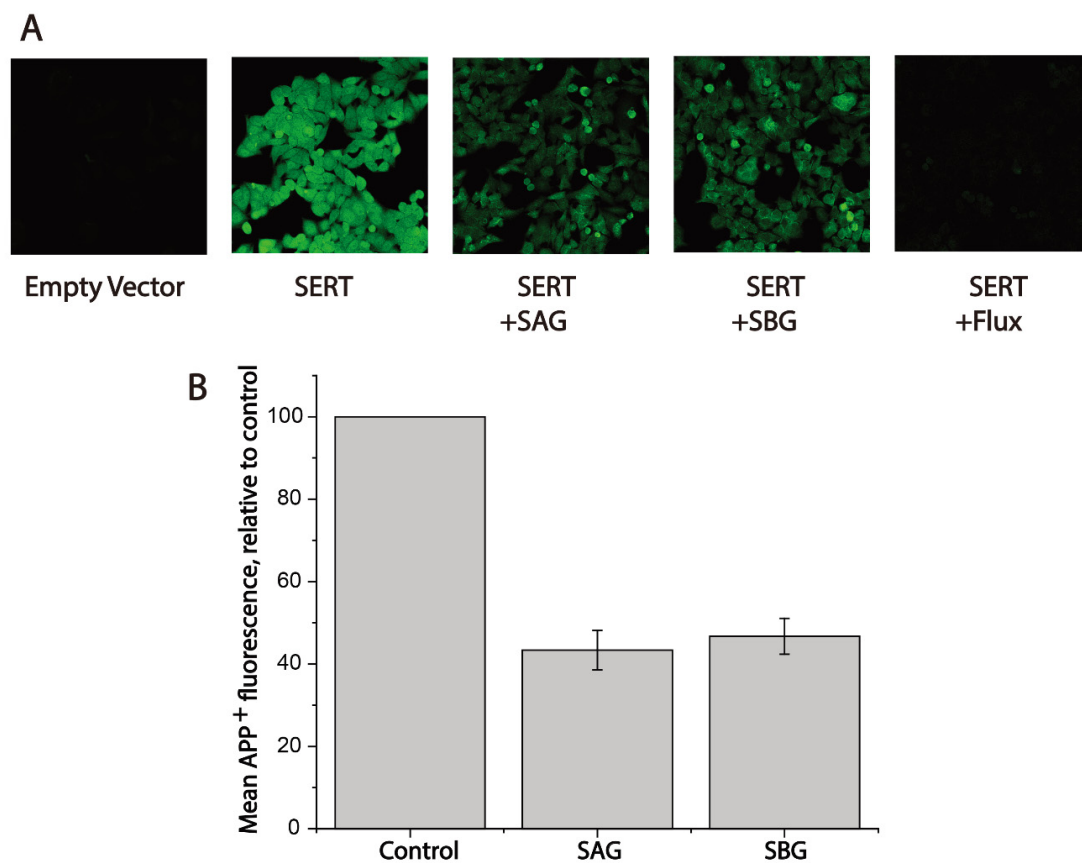 A
Empty Vector
SERT
SERT
+SAG
SERT
+SBG
SERT
+Flux
B
Mean APP+ fluorescence, relative to control
100
80
60
40
20
0
Control
SAG
SBG